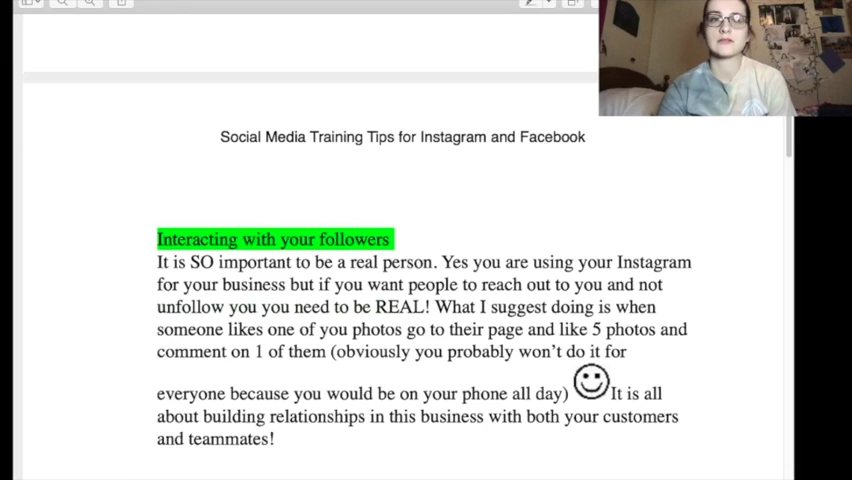 Social Media Training Tips for Instagram and Facebook
Interacting with your followers
It is SO important to be a real person. Yes you are using your Instagram
for your business but if you want people to reach out to you and not
unfollow you you need to be REAL! What I suggest doing is when
someone likes one of you photos go to their page and like 5 photos and
comment on 1 of them (obviously you probably won’t do it for
everyone because you would be on your phone all day) It is all
about building relationships in this business with both your customers
and teammates!